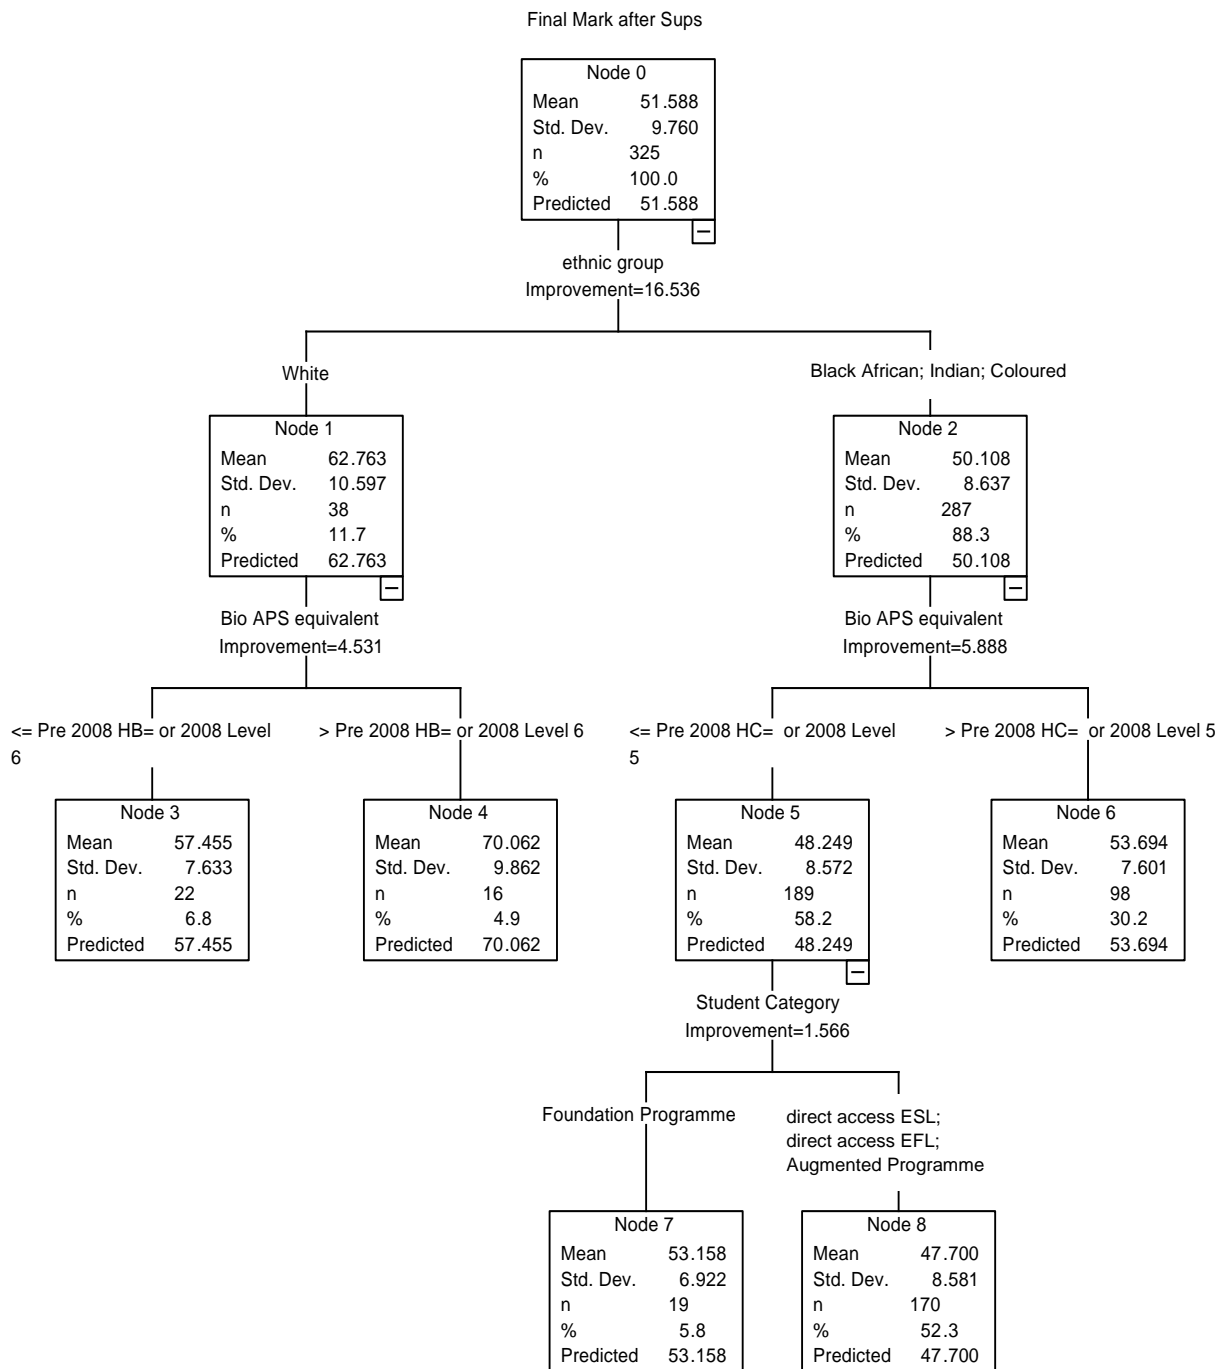 Final Mark after Sups
Node 0
Mean 51.588
Std. Dev. 9.760
n 325
% 100.0
Predicted 51.588
ethnic group
Improvement=16.536
White
Black African; Indian; Coloured
Node 1
Mean 62.763
Std. Dev. 10.597
n 38
% 11.7
Predicted 62.763
Node 2
Mean 50.108
Std. Dev. 8.637
n 287
% 88.3
Predicted 50.108
Bio APS equivalent
Improvement=4.531
Bio APS equivalent
Improvement=5.888
<= Pre 2008 HB= or 2008 Level
6
> Pre 2008 HB= or 2008 Level 6
<= Pre 2008 HC= or 2008 Level
5
> Pre 2008 HC= or 2008 Level 5
Node 3
Mean 57.455
Std. Dev. 7.633
n 22
% 6.8
Predicted 57.455
Node 4
Mean 70.062
Std. Dev. 9.862
n 16
% 4.9
Predicted 70.062
Node 5
Mean 48.249
Std. Dev. 8.572
n 189
% 58.2
Predicted 48.249
Node 6
Mean 53.694
Std. Dev. 7.601
n 98
% 30.2
Predicted 53.694
Student Category
Improvement=1.566
Foundation Programme
direct access ESL;
direct access EFL;
Augmented Programme
Node 7
Mean 53.158
Std. Dev. 6.922
n 19
% 5.8
Predicted 53.158
Node 8
Mean 47.700
Std. Dev. 8.581
n 170
% 52.3
Predicted 47.700